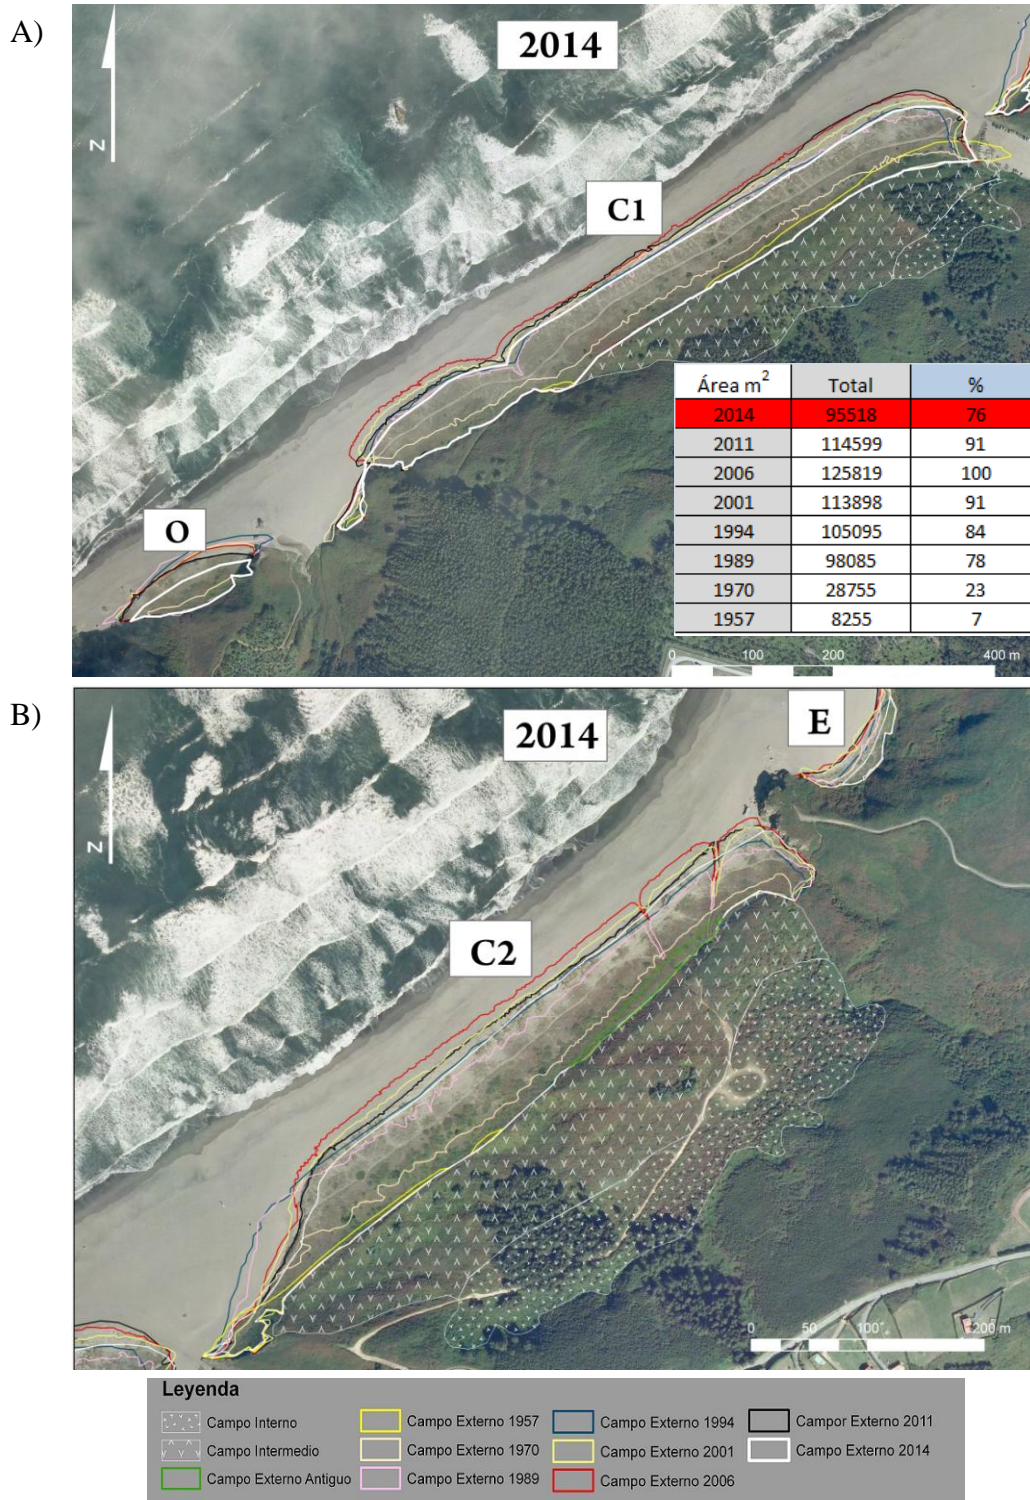 A)
2014
N
C1
O
Área m² Total %
2014 95518 76
2011 114599 91
2006 125819 100
2001 113898 91
1994 105095 84
1989 98085 78
1970 28755 23
1957 8255 7
0 100 200 400 m
B)
2014
E
N
C2
0 50 100 200 m
Leyenda
Campo Interno Campo Externo 1957 Campo Externo 1994 Campor Externo 2011
Campo Intermedio Campo Externo 1970 Campo Externo 2001 Campo Externo 2014
Campo Externo Antiguo Campo Externo 1989 Campo Externo 2006